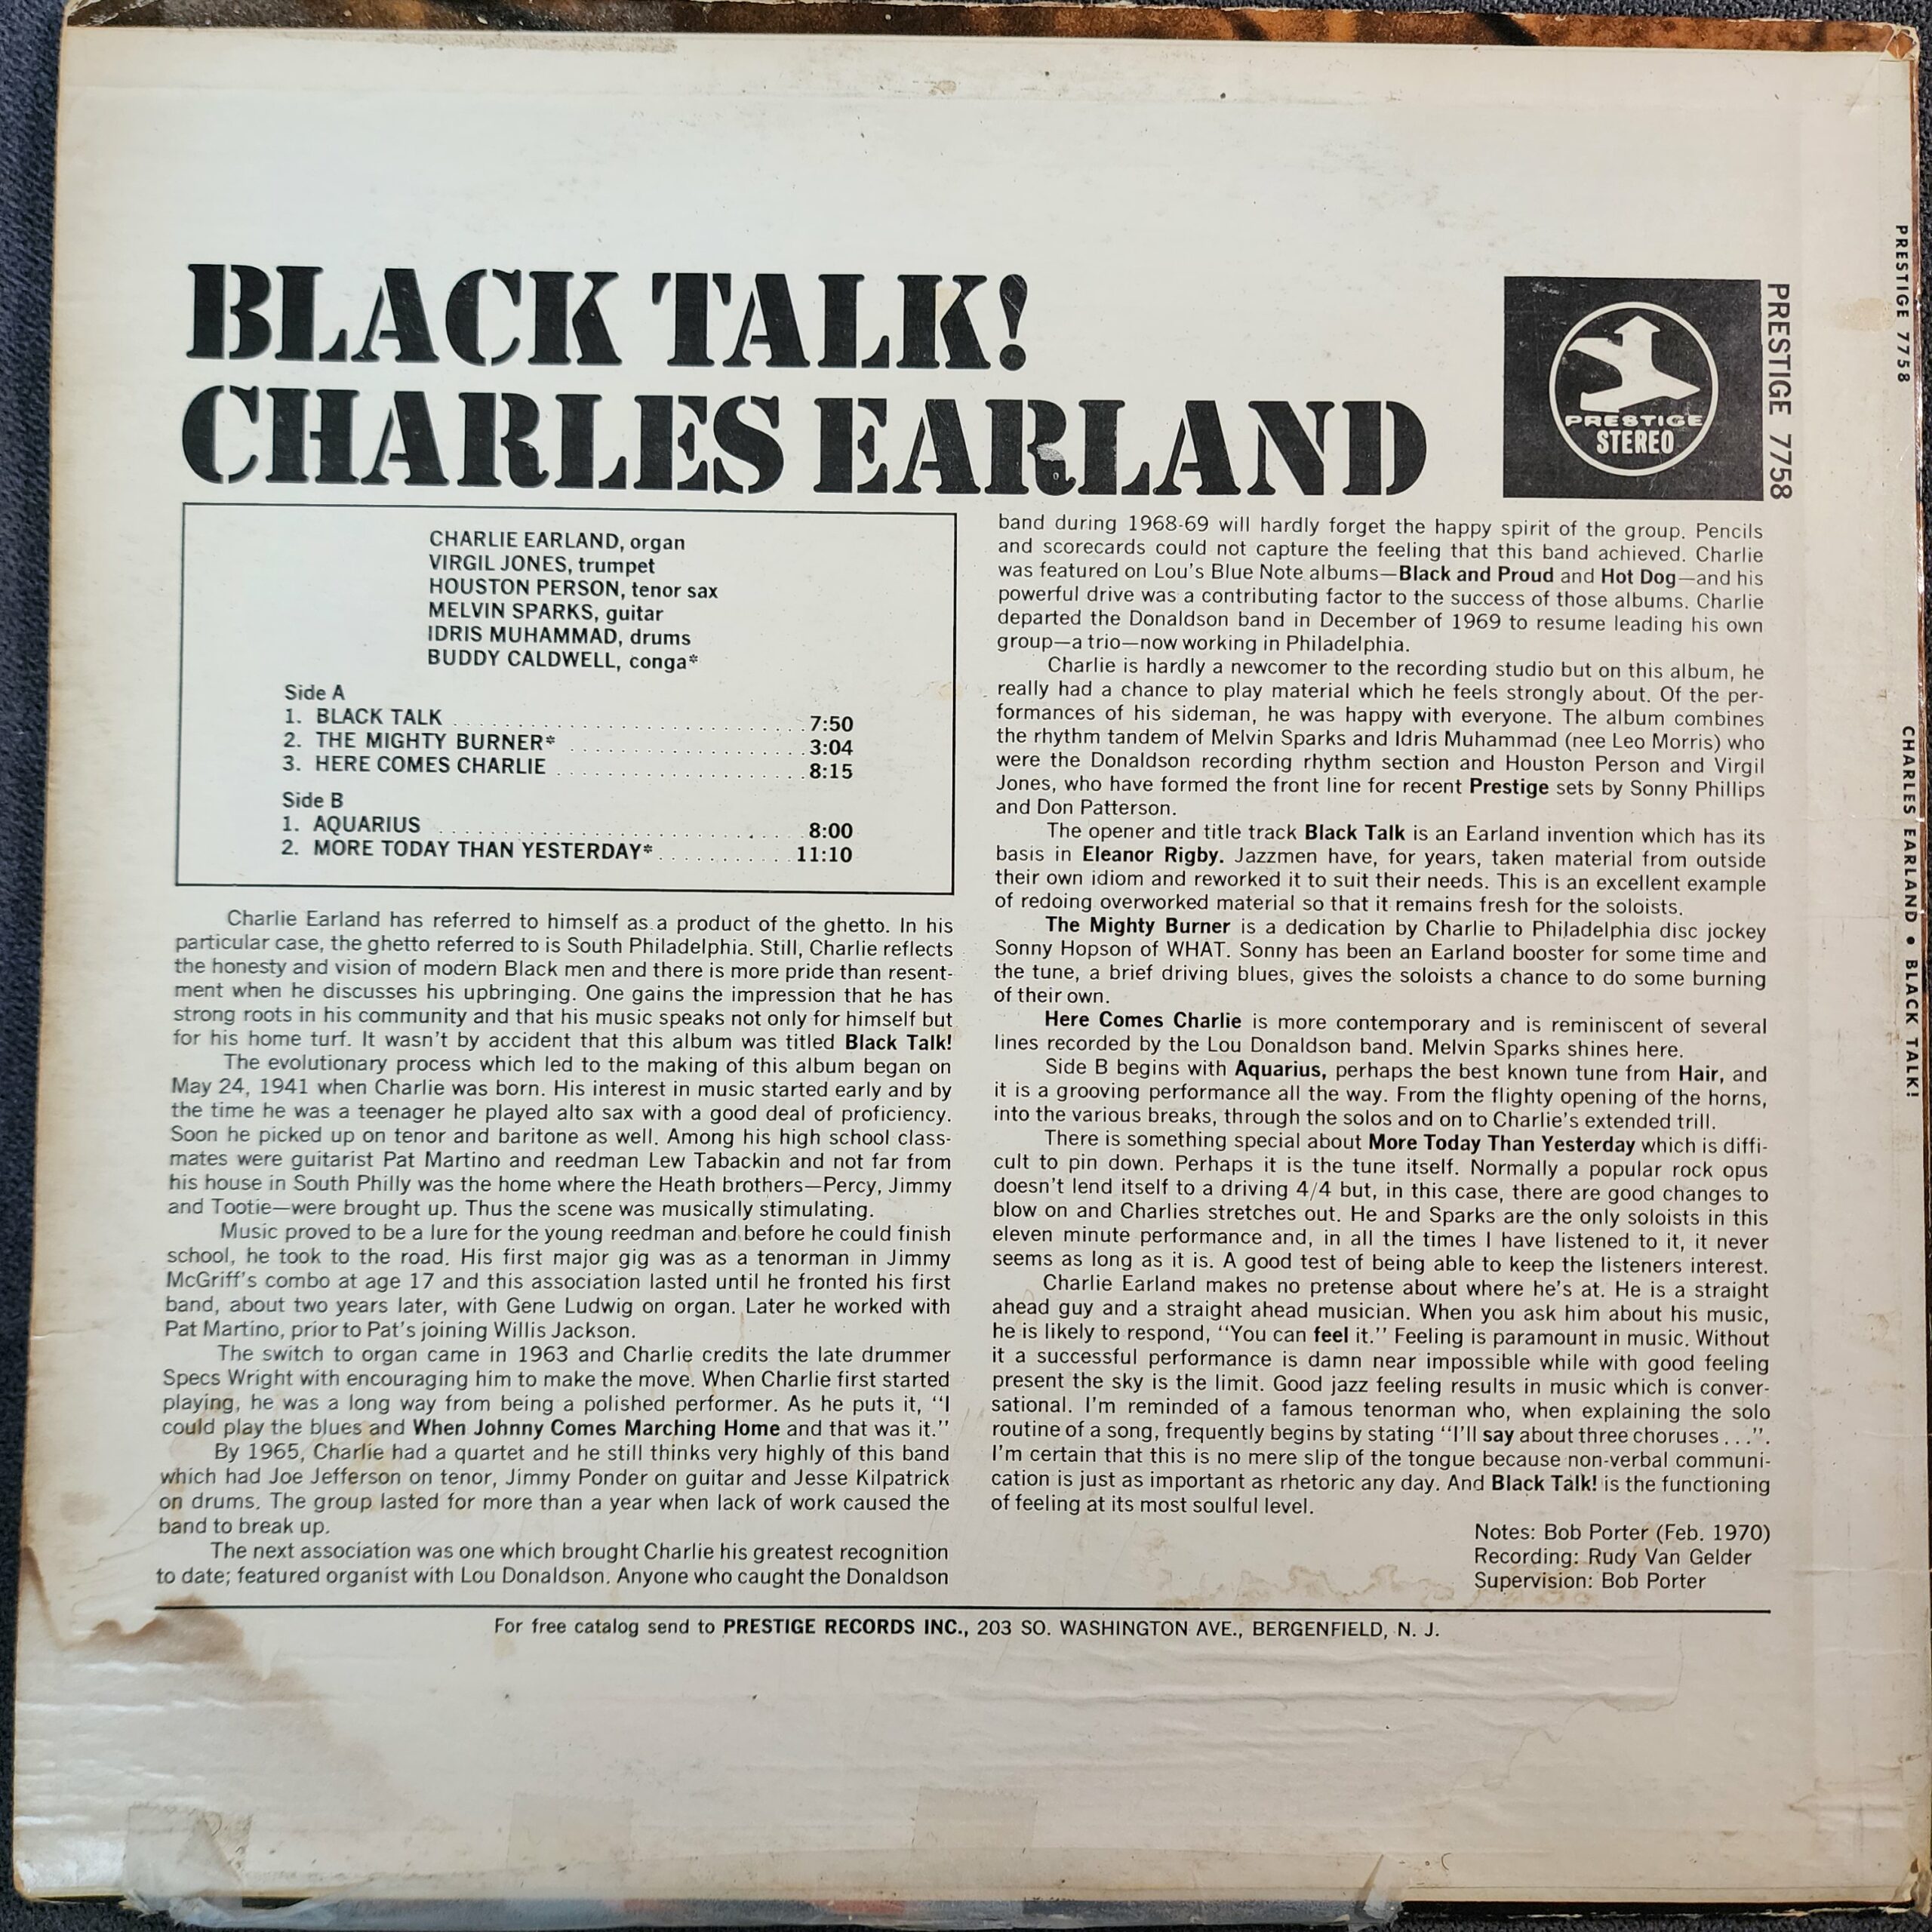 BLACK TALK!
CHARLES EARLAND
PRESTIGE
STEREO
PRESTIGE 7758
CHARLIE EARLAND, organ
VIRGIL JONES, trumpet
HOUSTON PERSON, tenor sax
MELVIN SPARKS, guitar
IDRIS MUHAMMAD, drums
BUDDY CALDWELL, conga*
Side A
1. BLACK TALK ........................ 7:50
2. THE MIGHTY BURNER* ................ 3:04
3. HERE COMES CHARLIE ................ 8:15
Side B
1. AQUARIUS ........................ 8:00
2. MORE TODAY THAN YESTERDAY* .......... 11:10
Charlie Earland has referred to himself as a product of the ghetto. In his
particular case, the ghetto referred to is South Philadelphia. Still, Charlie reflects
the honesty and vision of modern Black men and there is more pride than resent-
ment when he discusses his upbringing. One gains the impression that he has
strong roots in his community and that his music speaks not only for himself but
for his home turf. It wasn't by accident that this album was titled Black Talk!
The evolutionary process which led to the making of this album began on
May 24, 1941 when Charlie was born. His interest in music started early and by
the time he was a teenager he played alto sax with a good deal of proficiency.
Soon he picked up on tenor and baritone as well. Among his high school class-
mates were guitarist Pat Martino and reedman Lew Tabackin and not far from
his house in South Philly was the home where the Heath brothers—Percy, Jimmy
and Tootie—were brought up. Thus the scene was musically stimulating.
Music proved to be a lure for the young reedman and before he could finish
school, he took to the road. His first major gig was as a tenorman in Jimmy
McGriff's combo at age 17 and this association lasted until he fronted his first
band, about two years later, with Gene Ludwig on organ. Later he worked with
Pat Martino, prior to Pat's joining Willis Jackson.
The switch to organ came in 1963 and Charlie credits the late drummer
Specs Wright with encouraging him to make the move. When Charlie first started
playing, he was a long way from being a polished performer. As he puts it, "I
could play the blues and When Johnny Comes Marching Home and that was it."
By 1965, Charlie had a quartet and he still thinks very highly of this band
which had Joe Jefferson on tenor, Jimmy Ponder on guitar and Jesse Kilpatrick
on drums. The group lasted for more than a year when lack of work caused the
band to break up.
The next association was one which brought Charlie his greatest recognition
to date; featured organist with Lou Donaldson. Anyone who caught the Donaldson
band during 1968-69 will hardly forget the happy spirit of the group. Pencils
and scorecards could not capture the feeling that this band achieved. Charlie
was featured on Lou's Blue Note albums—Black and Proud and Hot Dog—and his
powerful drive was a contributing factor to the success of those albums. Charlie
departed the Donaldson band in December of 1969 to resume leading his own
group—a trio—now working in Philadelphia.
Charlie is hardly a newcomer to the recording studio but on this album, he
really had a chance to play material which he feels strongly about. Of the per-
formances of his sideman, he was happy with everyone. The album combines
the rhythm tandem of Melvin Sparks and Idris Muhammad (nee Leo Morris) who
were the Donaldson recording rhythm section and Houston Person and Virgil
Jones, who have formed the front line for recent Prestige sets by Sonny Phillips
and Don Patterson.
The opener and title track Black Talk is an Earland invention which has its
basis in Eleanor Rigby. Jazzmen have, for years, taken material from outside
their own idiom and reworked it to suit their needs. This is an excellent example
of redoing overworked material so that it remains fresh for the soloists.
The Mighty Burner is a dedication by Charlie to Philadelphia disc jockey
Sonny Hopson of WHAT. Sonny has been an Earland booster for some time and
the tune, a brief driving blues, gives the soloists a chance to do some burning
of their own.
Here Comes Charlie is more contemporary and is reminiscent of several
lines recorded by the Lou Donaldson band. Melvin Sparks shines here.
Side B begins with Aquarius, perhaps the best known tune from Hair, and
it is a grooving performance all the way. From the flighty opening of the horns,
into the various breaks, through the solos and on to Charlie's extended trill.
There is something special about More Today Than Yesterday which is diffi-
cult to pin down. Perhaps it is the tune itself. Normally a popular rock opus
doesn't lend itself to a driving 4/4 but, in this case, there are good changes to
blow on and Charlies stretches out. He and Sparks are the only soloists in this
eleven minute performance and, in all the times I have listened to it, it never
seems as long as it is. A good test of being able to keep the listeners interest.
Charlie Earland makes no pretense about where he's at. He is a straight
ahead guy and a straight ahead musician. When you ask him about his music,
he is likely to respond, "You can feel it." Feeling is paramount in music. Without
it a successful performance is damn near impossible while with good feeling
present the sky is the limit. Good jazz feeling results in music which is conver-
sational. I'm reminded of a famous tenorman who, when explaining the solo
routine of a song, frequently begins by stating "I'll say about three choruses . . .".
I'm certain that this is no mere slip of the tongue because non-verbal communi-
cation is just as important as rhetoric any day. And Black Talk! is the functioning
of feeling at its most soulful level.
Notes: Bob Porter (Feb. 1970)
Recording: Rudy Van Gelder
Supervision: Bob Porter
For free catalog send to PRESTIGE RECORDS INC., 203 SO. WASHINGTON AVE., BERGENFIELD, N. J.
PRESTIGE 7758
CHARLES EARLAND • BLACK TALK!